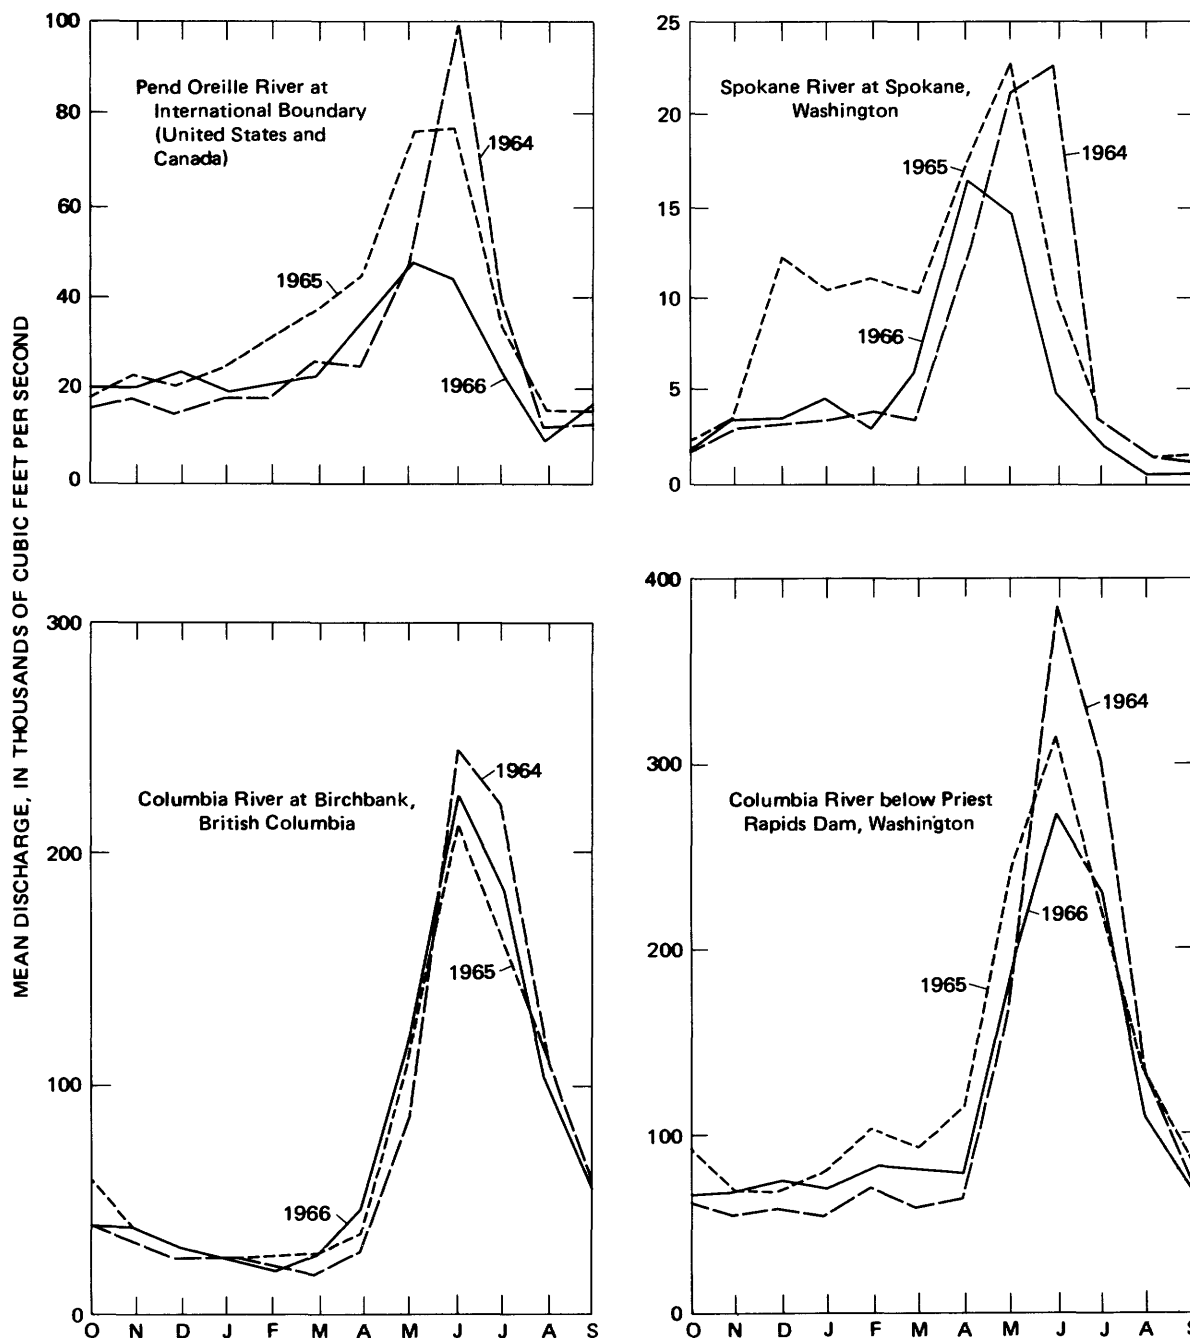 MEAN DISCHARGE, IN THOUSANDS OF CUBIC FEET PER SECOND
100
80
60
40
20
0
Pend Oreille River at
International Boundary
(United States and
Canada)
1964
1965
1966
25
20
15
10
5
0
Spokane River at Spokane,
Washington
1965
1964
1966
300
200
100
0
Columbia River at Birchbank,
British Columbia
1964
1965
1966
O N D J F M A M J J A S
400
300
200
100
0
Columbia River below Priest
Rapids Dam, Washington
1964
1966
1965
O N D J F M A M J J A S